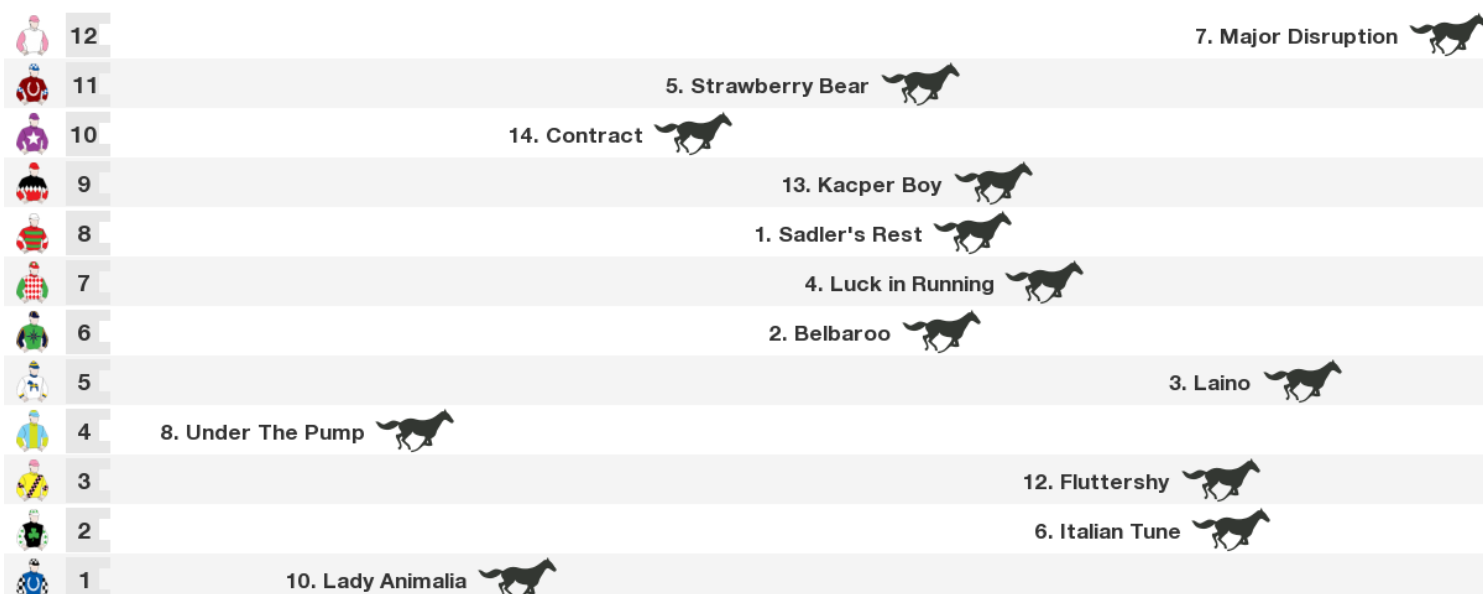 12 7. Major Disruption
11 5. Strawberry Bear
10 14. Contract
9 13. Kacper Boy
8 1. Sadler's Rest
7 4. Luck in Running
6 2. Belbaroo
5 3. Laino
4 8. Under The Pump
3 12. Fluttershy
2 6. Italian Tune
1 10. Lady Animalia